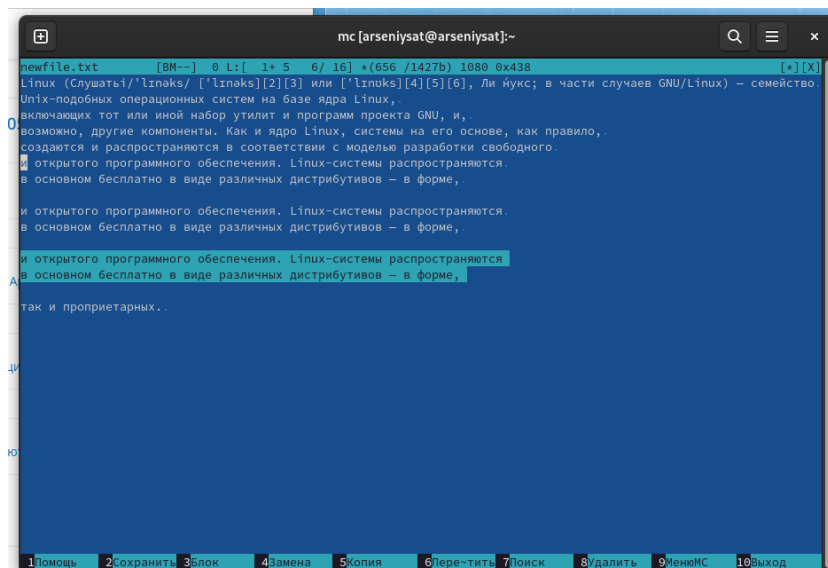 mc [arseniysat@arseniysat]:~
newfile.txt [BM--] 0 L:[ 1+ 5 6/ 16] *(656 /1427b) 1080 0x438 [*][X]
Linux (Слушатьi/'lɪnəks/ ['lɪnəks][2][3] или ['lɪnʊks][4][5][6], Ли ́нукс; в части случаев GNU/Linux) — семейство.
Unix-подобных операционных систем на базе ядра Linux,.
включающих тот или иной набор утилит и программ проекта GNU, и,.
возможно, другие компоненты. Как и ядро Linux, системы на его основе, как правило,.
создаются и распространяются в соответствии с моделью разработки свободного.
и открытого программного обеспечения. Linux-системы распространяются.
в основном бесплатно в виде различных дистрибутивов — в форме,.
и открытого программного обеспечения. Linux-системы распространяются.
в основном бесплатно в виде различных дистрибутивов — в форме,.
и открытого программного обеспечения. Linux-системы распространяются
в основном бесплатно в виде различных дистрибутивов — в форме,
так и проприетарных..
1Помощь 2Сохранить 3Блок 4Замена 5Копия 6Пере~тить 7Поиск 8Удалить 9МенюMC 10Выход